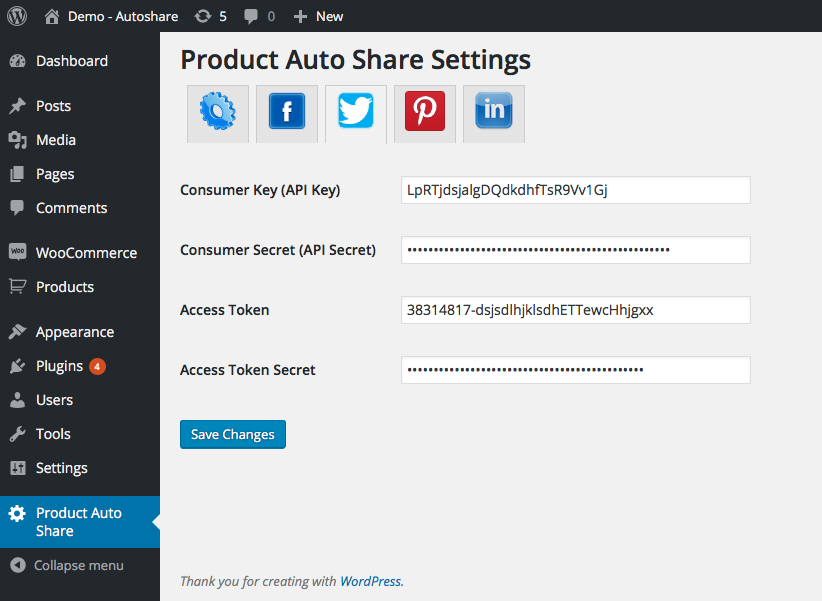 Demo - Autoshare 5 0 New
Dashboard
Posts
Media
Pages
Comments
WooCommerce
Products
Appearance
Plugins 4
Users
Tools
Settings
Product Auto
Share
Collapse menu
Product Auto Share Settings
f
in
Consumer Key (API Key) LpRTjdsjalgDQdkdhfTsR9Vv1Gj
Consumer Secret (API Secret)
Access Token 38314817-dsjsdlhjklsdhETTewcHhjgxx
Access Token Secret
Save Changes
Thank you for creating with WordPress.